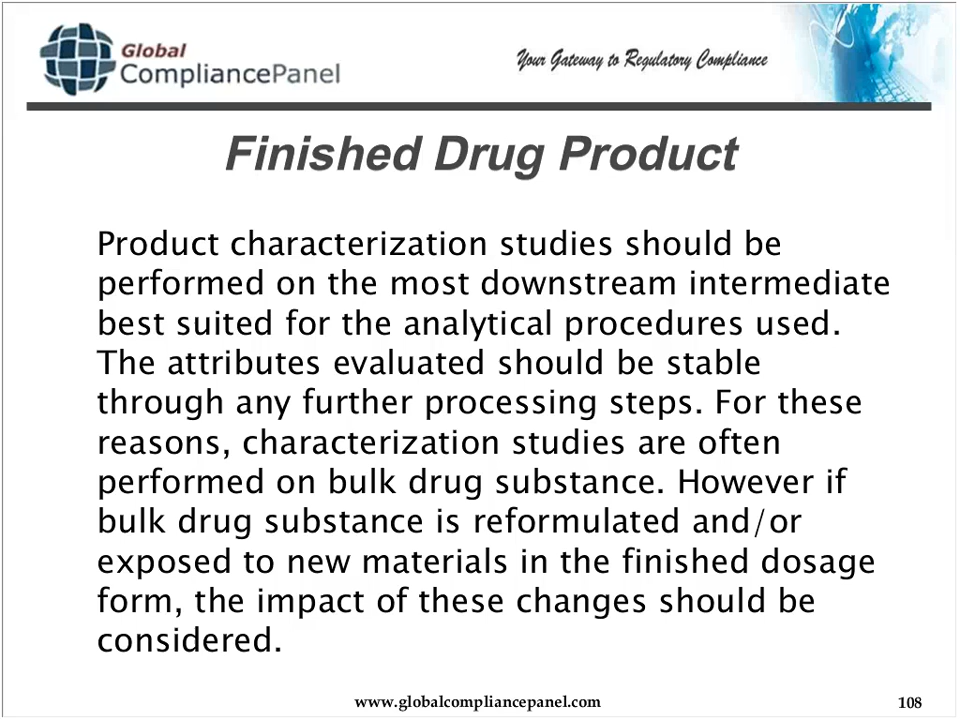 Global
CompliancePanel
Your Gateway to Regulatory Compliance
Finished Drug Product
Product characterization studies should be
performed on the most downstream intermediate
best suited for the analytical procedures used.
The attributes evaluated should be stable
through any further processing steps. For these
reasons, characterization studies are often
performed on bulk drug substance. However if
bulk drug substance is reformulated and/or
exposed to new materials in the finished dosage
form, the impact of these changes should be
considered.
www.globalcompliancepanel.com
108